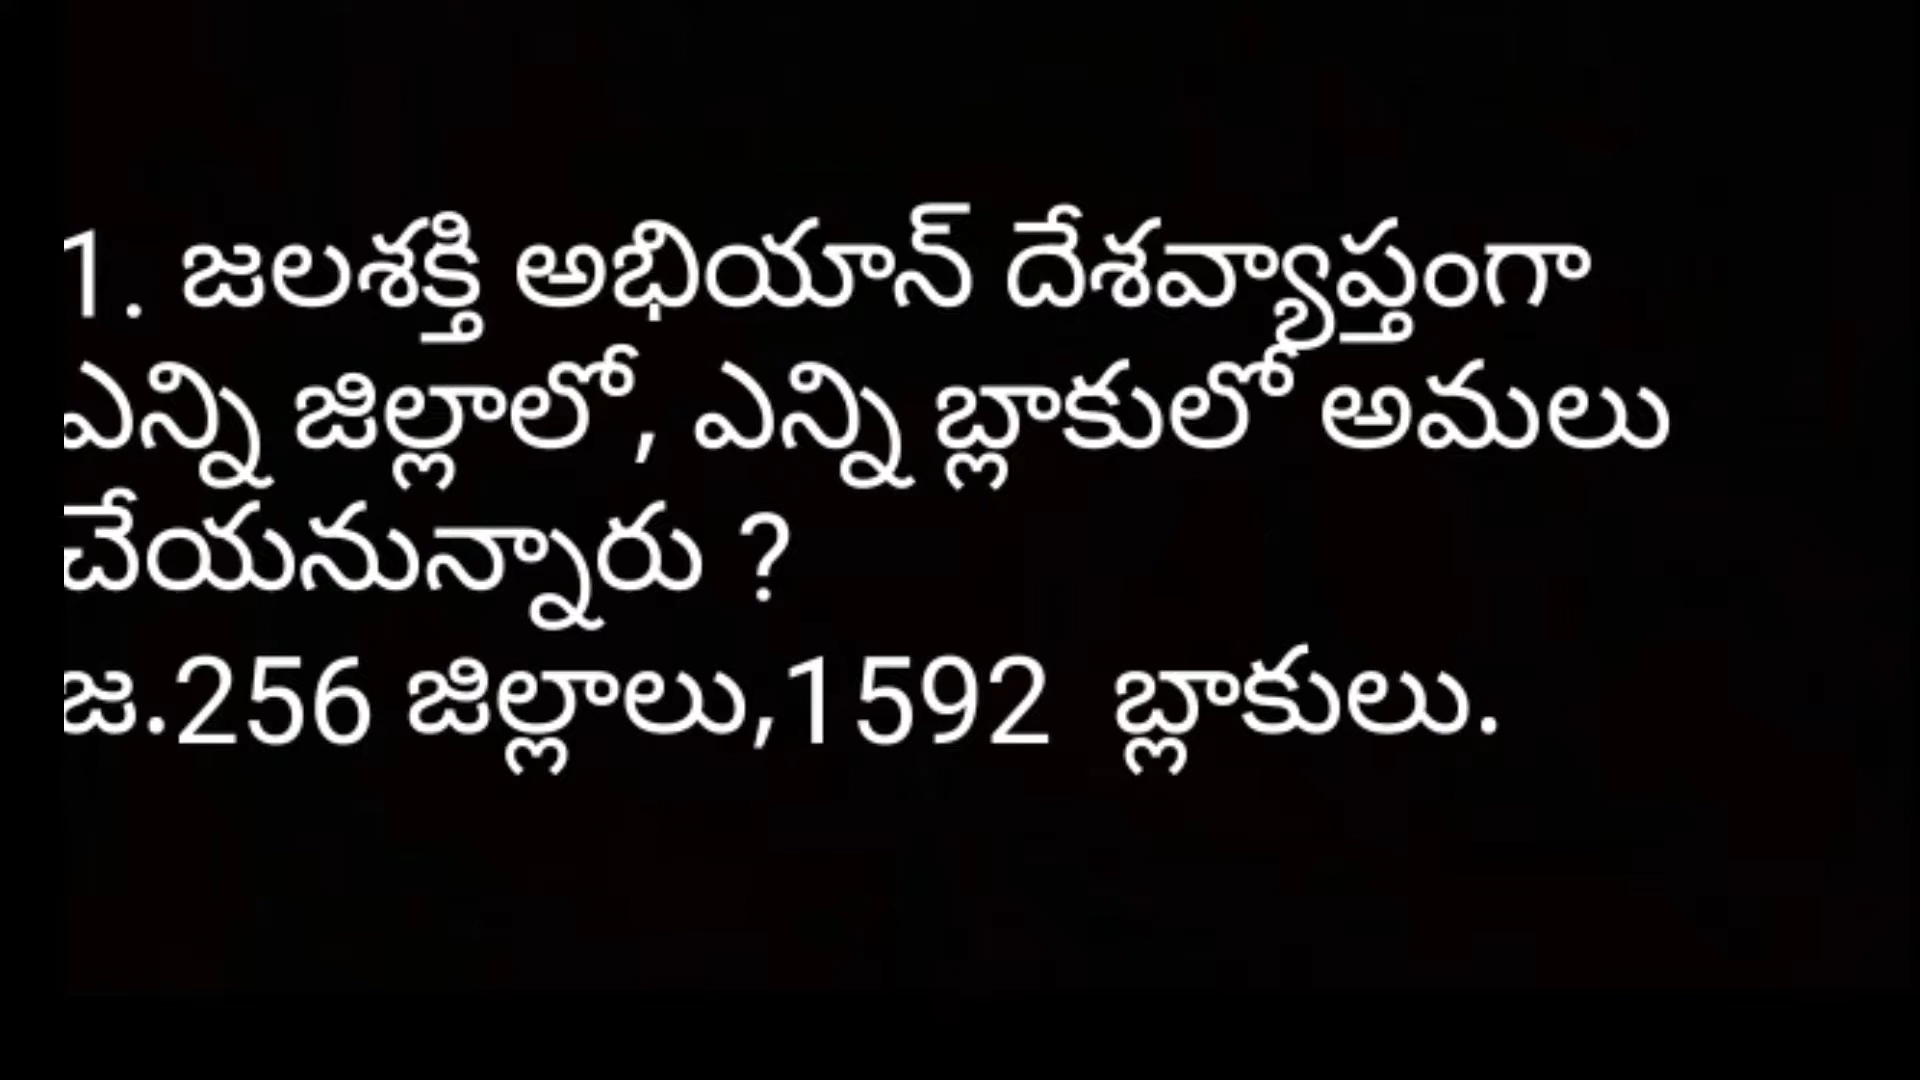 1. జలశక్తి అభియాన్ దేశవ్యాప్తంగా
ఎన్ని జిల్లాలో, ఎన్ని బ్లాకులో అమలు
చేయనున్నారు ?
జ.256 జిల్లాలు,1592 బ్లాకులు.